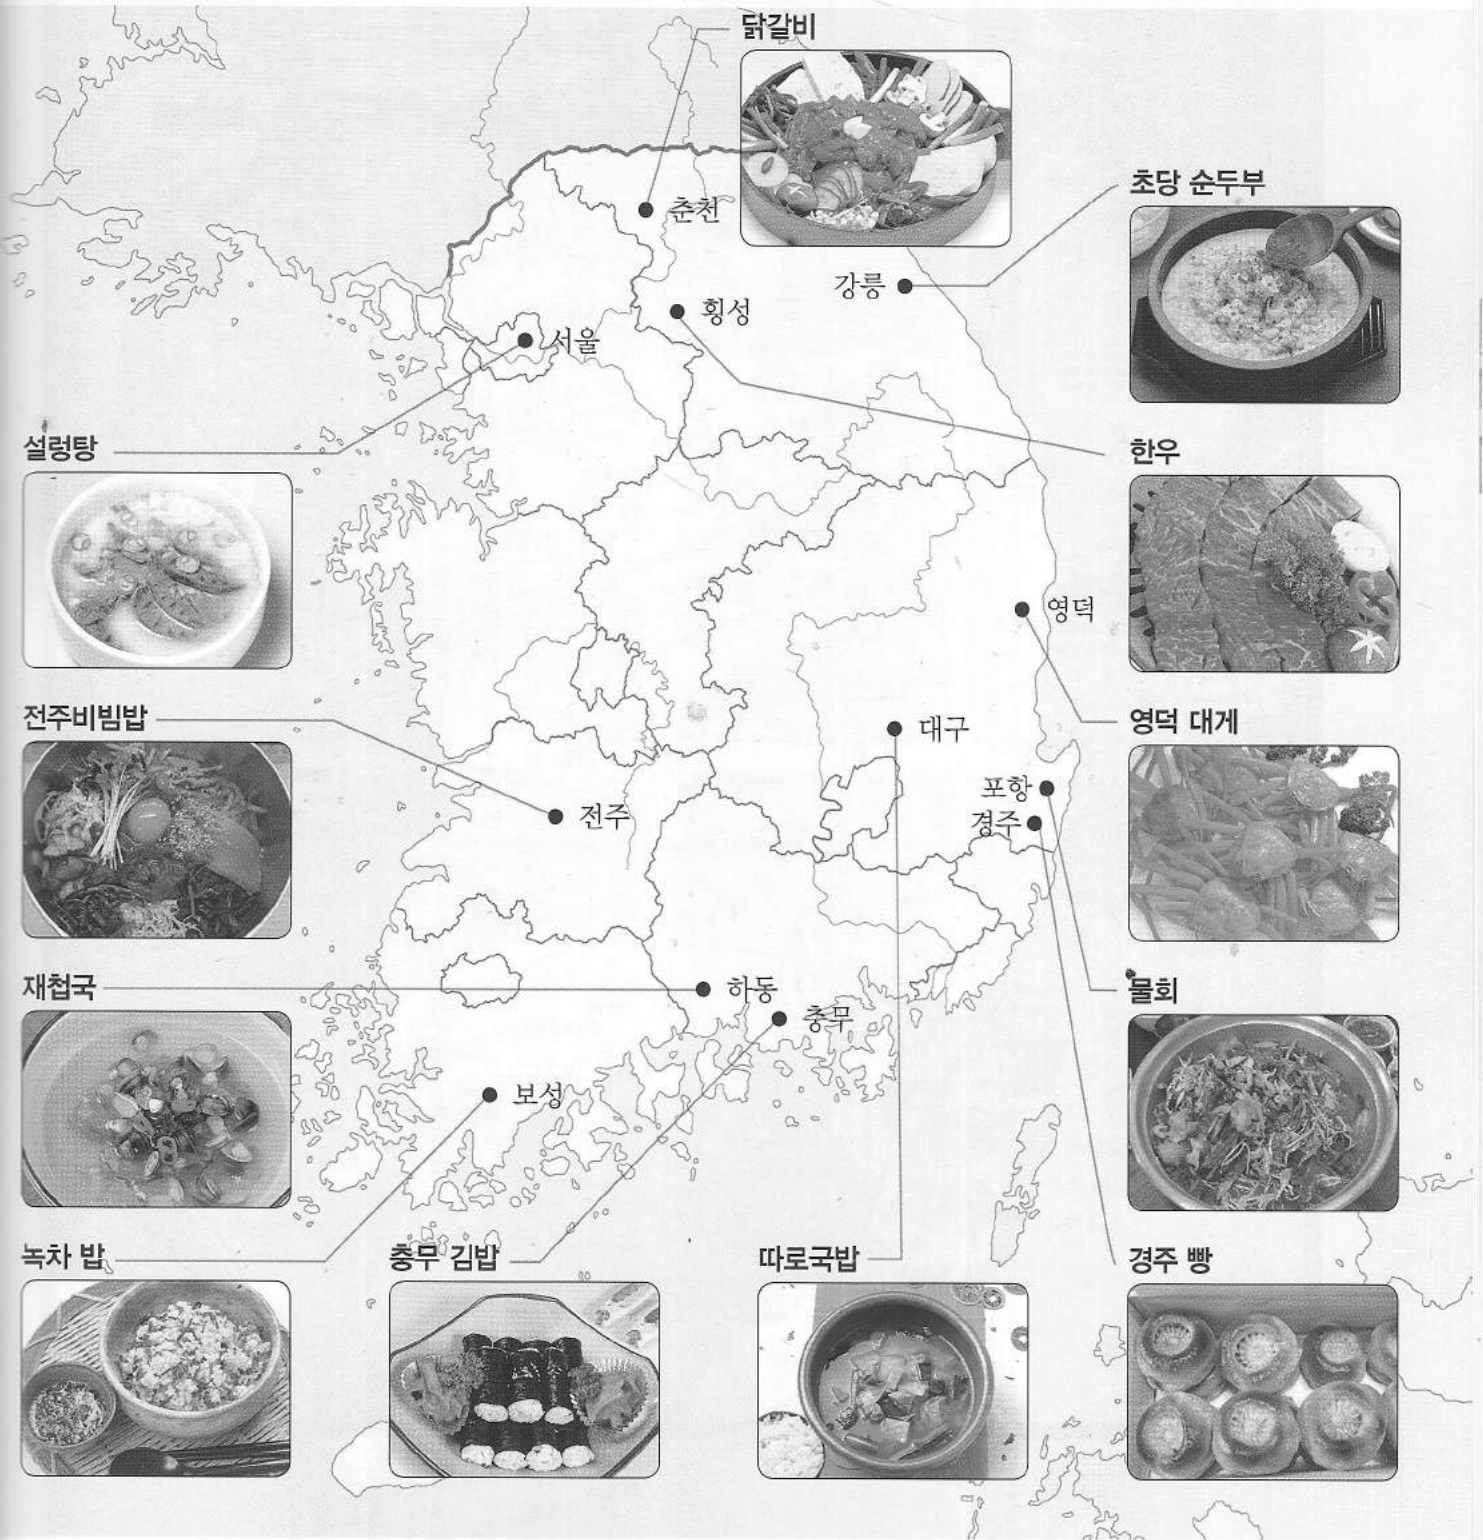 닭갈비
초당 순두부
춘천
강릉
횡성
서울
설렁탕
한우
영덕
전주비빔밥
영덕 대게
대구
포항
전주
경주
재첩국
하동
물회
충무
보성
녹차 밥
충무 김밥
따로국밥
경주 빵